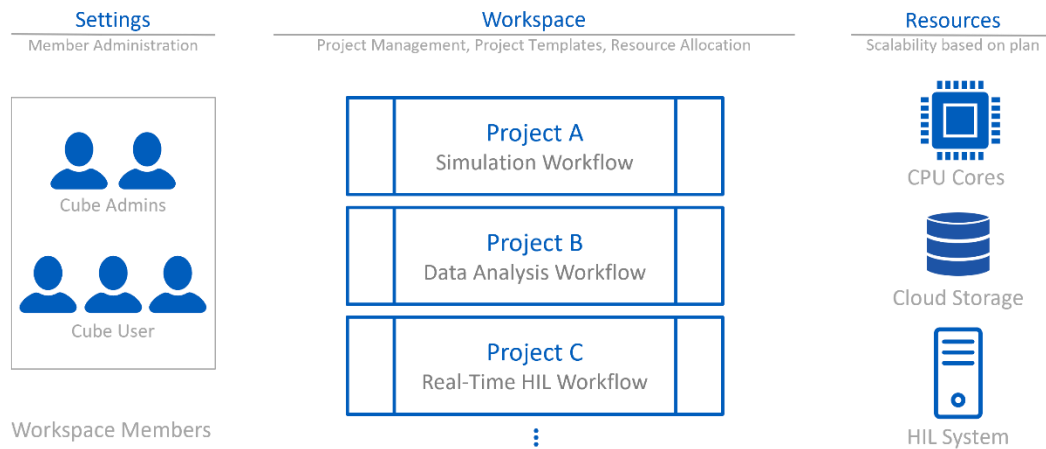 Settings
Member Administration
Cube Admins
Cube User
Workspace Members
Workspace
Project Management, Project Templates, Resource Allocation
Project A
Simulation Workflow
Project B
Data Analysis Workflow
Project C
Real-Time HIL Workflow
Resources
Scalability based on plan
CPU Cores
Cloud Storage
HIL System